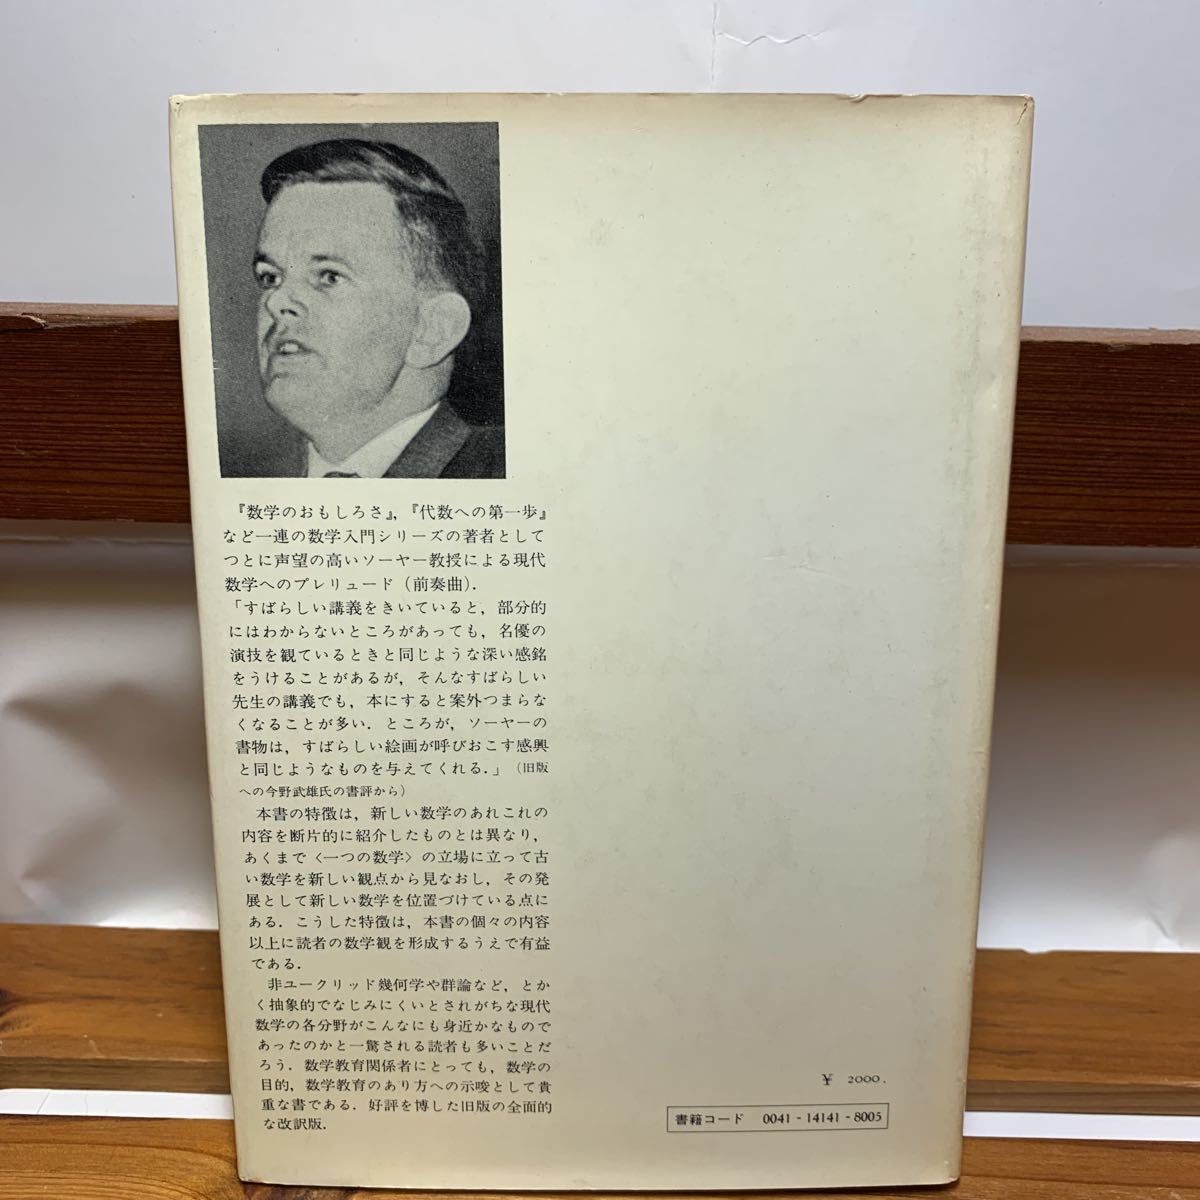 『数学のおもしろさ』,『代数への第一歩』
など一連の数学入門シリーズの著者として
つとに声望の高いソーヤー教授による現代
数学へのプレリュード(前奏曲).
「すばらしい講義をきいていると,部分的
にはわからないところがあっても,名優の
演技を観ているときと同じような深い感銘
をうけることがあるが,そんなすばらしい
先生の講義でも,本にすると案外つまらな
くなることが多い.ところが,ソーヤーの
書物は,すばらしい絵画が呼びおこす感興
と同じようなものを与えてくれる.」(旧版
への今野武雄氏の書評から)
本書の特徴は,新しい数学のあれこれの
内容を断片的に紹介したものとは異なり,
あくまで〈一つの数学〉の立場に立って古
い数学を新しい観点から見なおし,その発
展として新しい数学を位置づけている点に
ある.こうした特徴は,本書の個々の内容
以上に読者の数学観を形成するうえで有益
である.
非ユークリッド幾何学や群論など,とか
く抽象的でなじみにくいとされがちな現代
数学の各分野がこんなにも身近かなもので
あったのかと一驚される読者も多いことだ
ろう.数学教育関係者にとっても,数学の
目的,数学教育のあり方への示唆として貴
重な書である.好評を博した旧版の全面的
な改訳版.
¥ 2000.
書籍コード 0041-14141-8005